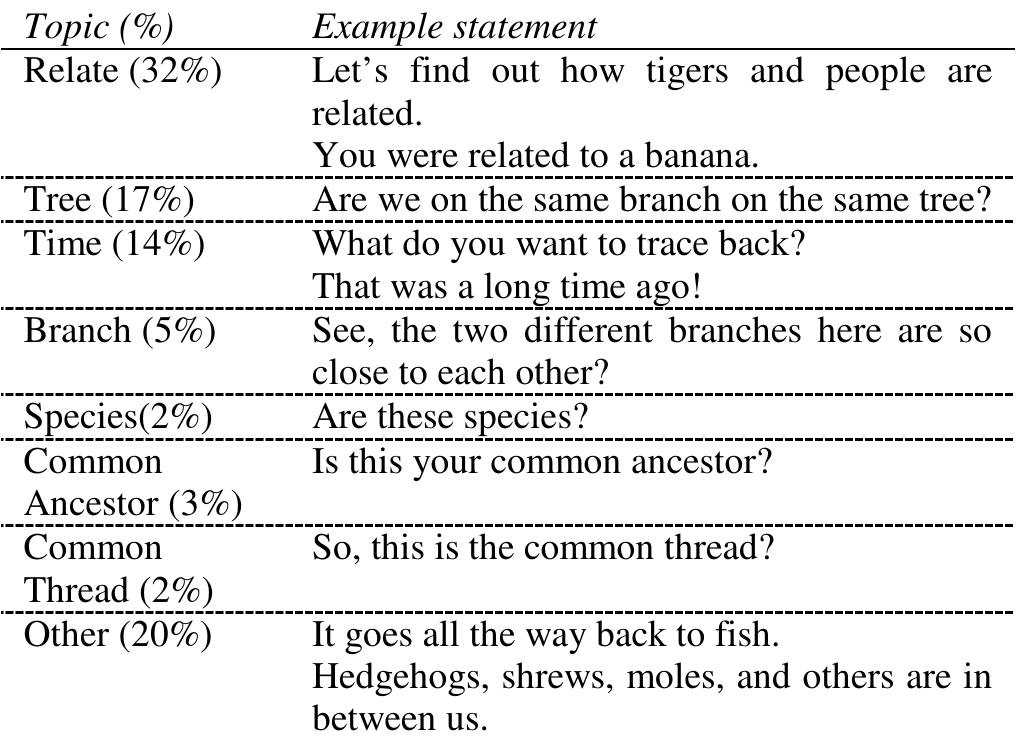 Topic (%) Example statement
Relate (32%) Let's find out how tigers and people are
related.
You were related to a banana.
Tree (17%) Are we on the same branch on the same tree?
Time (14%) What do you want to trace back?
That was a long time ago!
Branch (5%) See, the two different branches here are so
close to each other?
Species(2%) Are these species?
Common Is this your common ancestor?
Ancestor (3%)
Common So, this is the common thread?
Thread (2%)
Other (20%) It goes all the way back to fish.
Hedgehogs, shrews, moles, and others are in
between us.